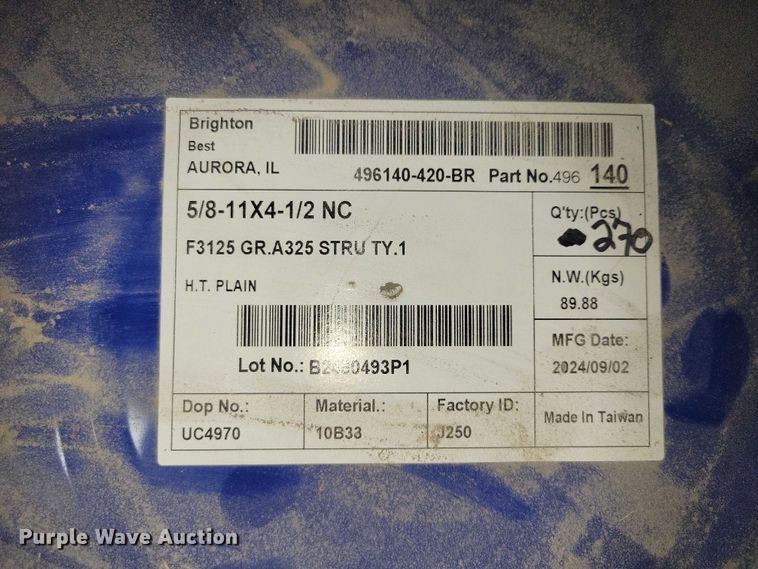 Brighton
Best
AURORA, IL
496140-420-BR Part No.496 140
5/8-11X4-1/2 NC
F3125 GR.A325 STRU TY.1
H.T. PLAIN
Q'ty:(Pcs)
270
N.W.(Kgs)
89.88
Lot No.:
MFG Date:
2024/09/02
Dop No.:
UC4970
Material.:
10B33
Factory ID:
J250
Made In Taiwan
Purple Wave Auction